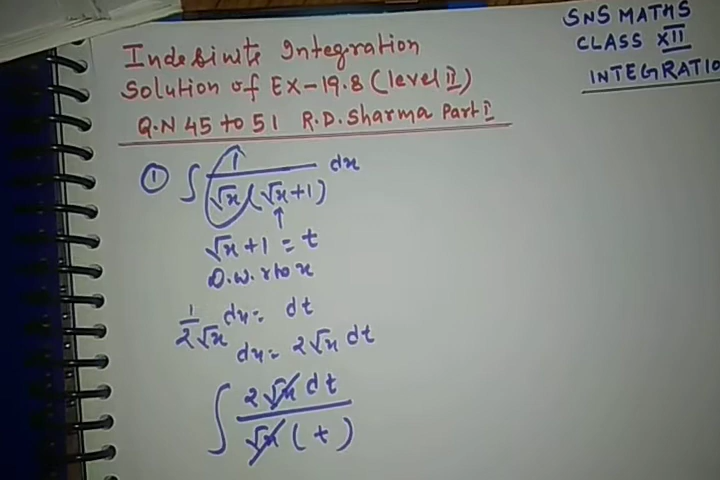 Indefinite Integration
Solution of EX-19.8 (level II)
Q.N 45 to 51 R.D. Sharma Part I
SNS MATHS
CLASS XII
INTEGRATIO
① ∫ 1/(√x(√x+1)) dx
↑
√x+1 = t
D.w.r to x
1/2√x dx = dt
dx = 2√x dt
∫ 2√x dt / √x (t)